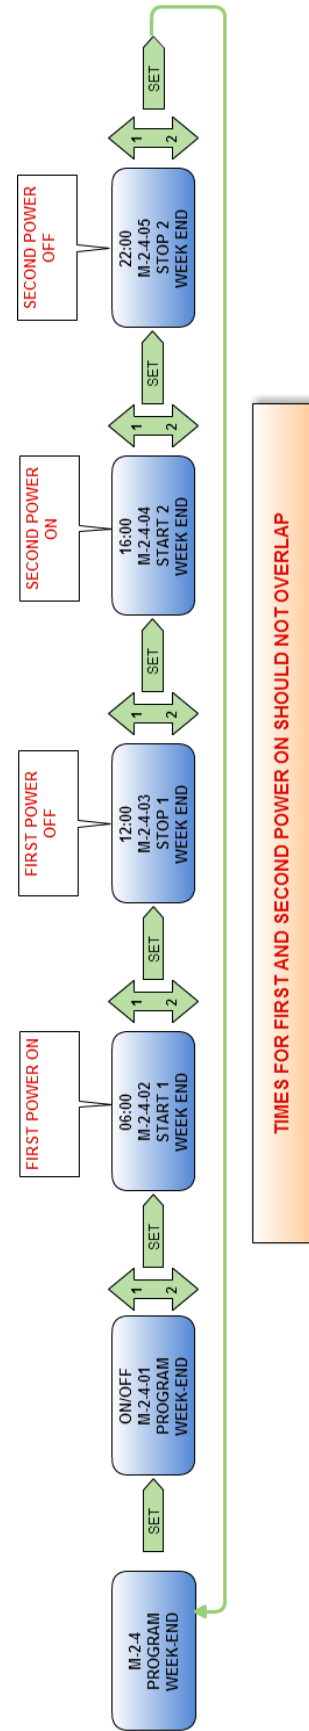 M-2-4
PROGRAM
WEEK-END
SET
ON/OFF
M-2-4-01
PROGRAM
WEEK-END
1
2
SET
FIRST POWER ON
06:00
M-2-4-02
START 1
WEEK END
1
2
SET
FIRST POWER
OFF
12:00
M-2-4-03
STOP 1
WEEK END
1
2
SET
SECOND POWER
ON
16:00
M-2-4-04
START 2
WEEK END
1
2
SET
SECOND POWER
OFF
22:00
M-2-4-05
STOP 2
WEEK END
1
2
SET
TIMES FOR FIRST AND SECOND POWER ON SHOULD NOT OVERLAP